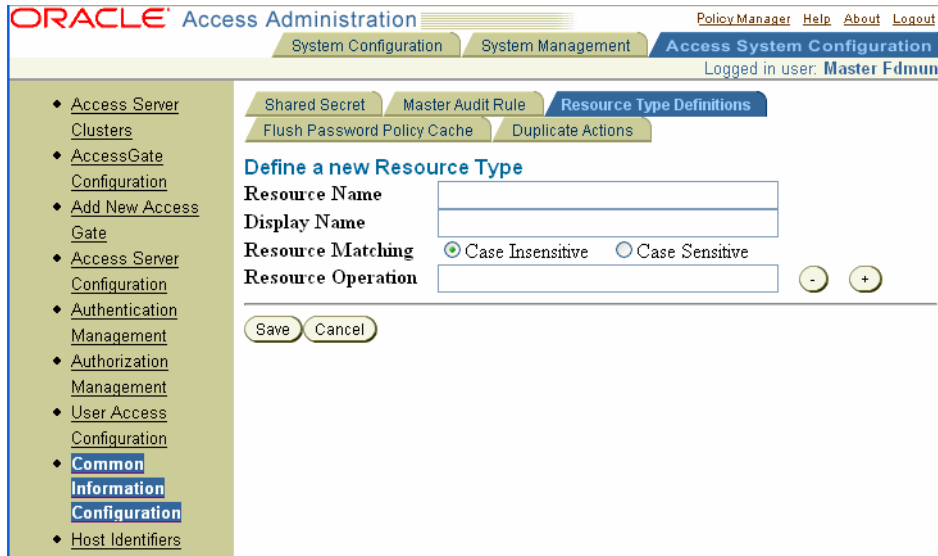 ORACLE Access Administration
Policy Manager Help About Logout
System Configuration System Management Access System Configuration
Logged in user: Master Fdmun
Access Server
Clusters
AccessGate
Configuration
Add New Access
Gate
Access Server
Configuration
Authentication
Management
Authorization
Management
User Access
Configuration
Common
Information
Configuration
Host Identifiers
Shared Secret Master Audit Rule Resource Type Definitions
Flush Password Policy Cache Duplicate Actions
Define a new Resource Type
Resource Name
Display Name
Resource Matching Case Insensitive Case Sensitive
Resource Operation - +
Save Cancel